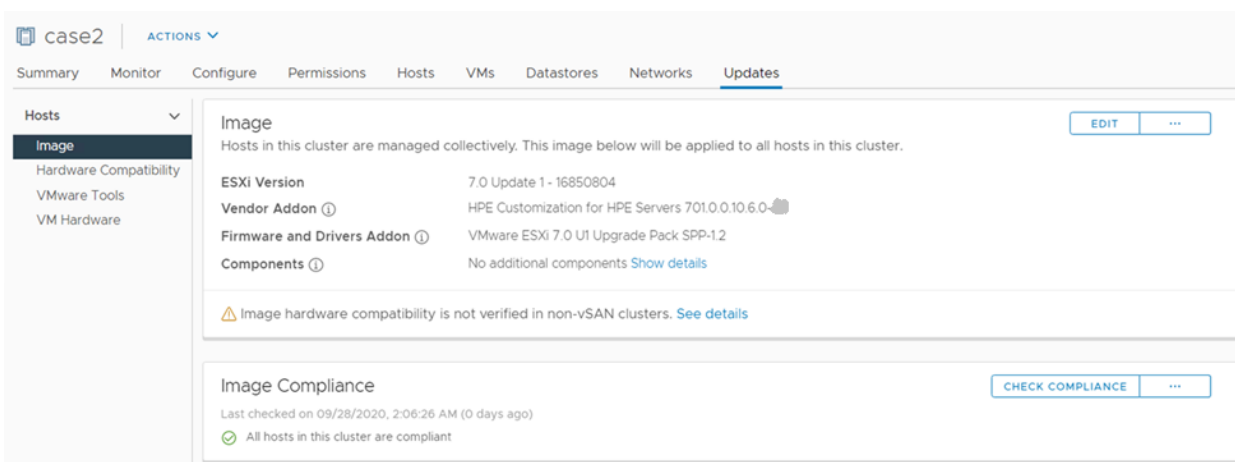 case2
ACTIONS
Summary Monitor Configure Permissions Hosts VMs Datastores Networks Updates
Hosts
Image
Hardware Compatibility
VMware Tools
VM Hardware
Image
EDIT ...
Hosts in this cluster are managed collectively. This image below will be applied to all hosts in this cluster.
ESXi Version 7.0 Update 1 - 16850804
Vendor Addon HPE Customization for HPE Servers 701.0.0.10.6.0-
Firmware and Drivers Addon VMware ESXi 7.0 U1 Upgrade Pack SPP-1.2
Components No additional components Show details
Image hardware compatibility is not verified in non-vSAN clusters. See details
Image Compliance
CHECK COMPLIANCE ...
Last checked on 09/28/2020, 2:06:26 AM (0 days ago)
All hosts in this cluster are compliant